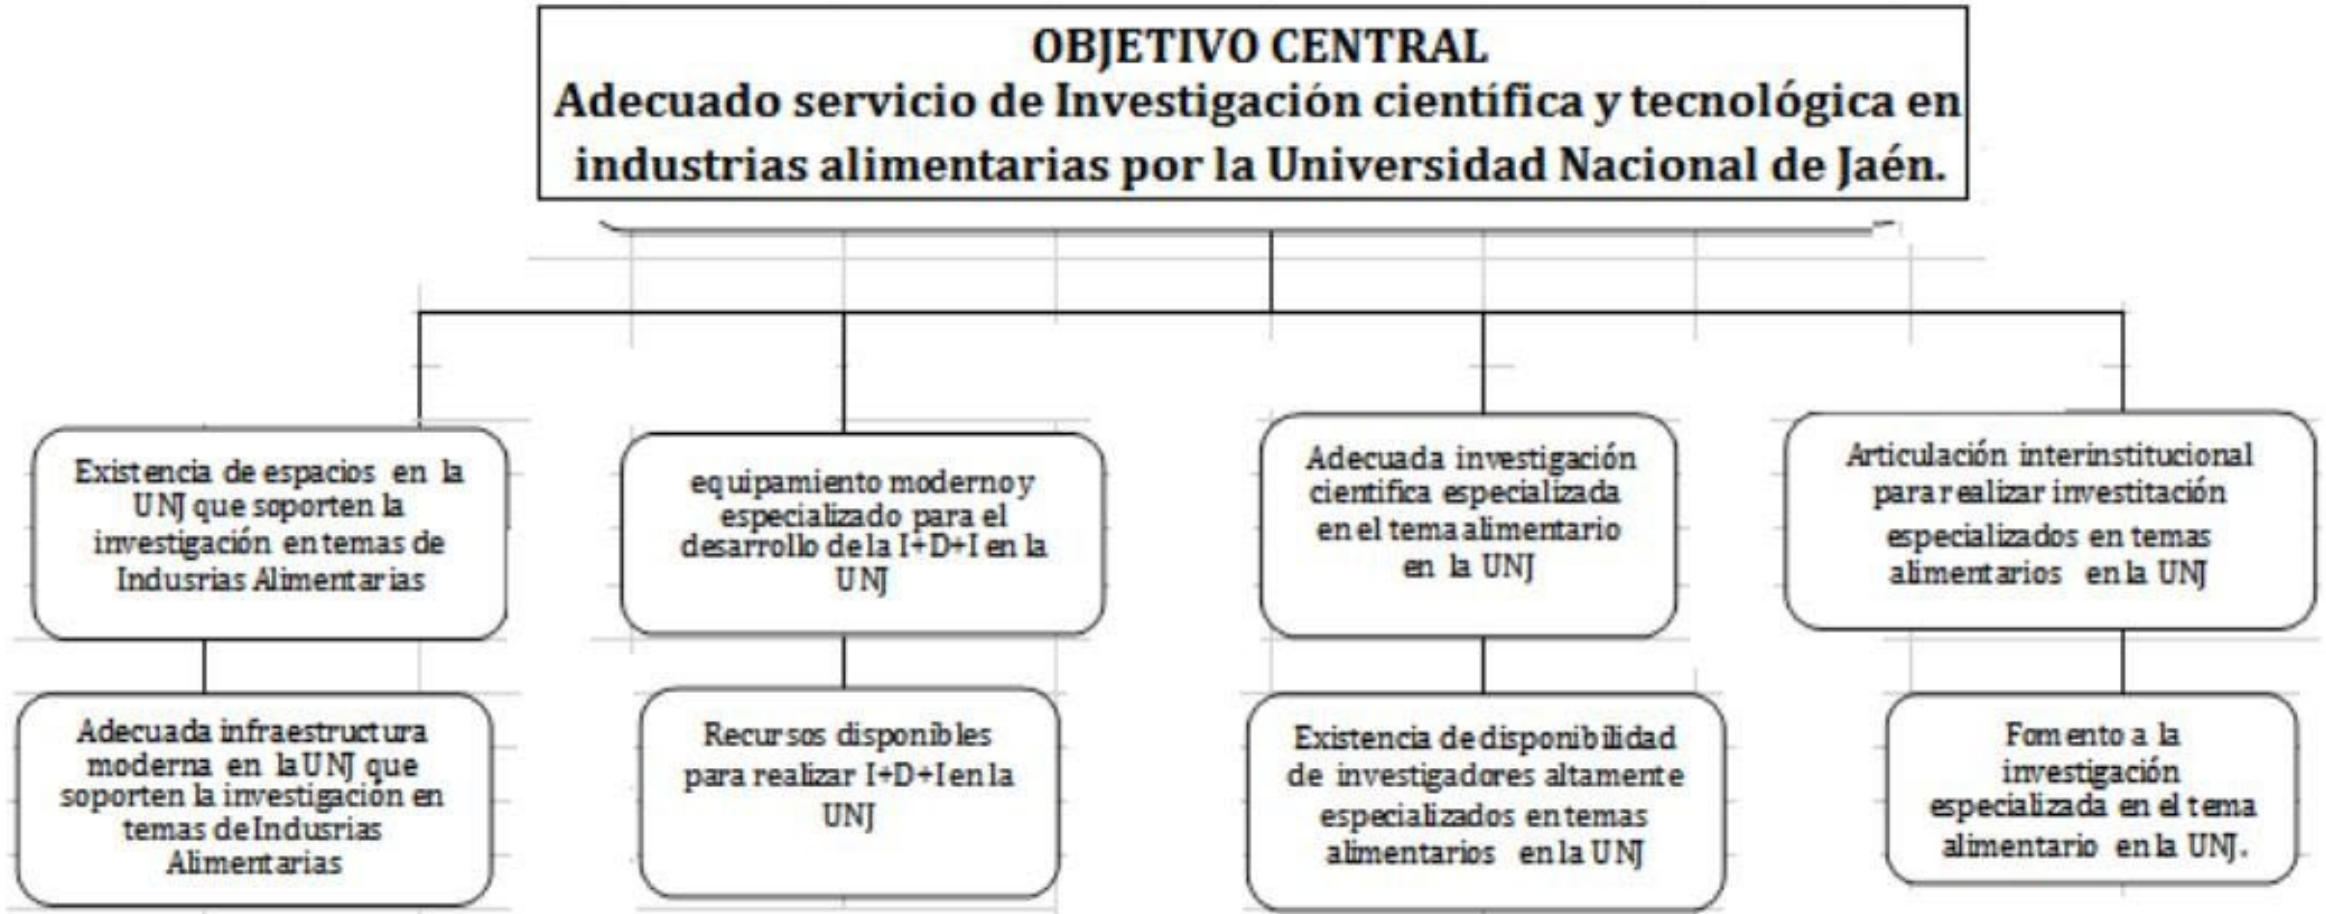 OBJETIVO CENTRAL
Adecuado servicio de Investigación científica y tecnológica en
industrias alimentarias por la Universidad Nacional de Jaén.
Existencia de espacios en la
UNJ que soporten la
investigación en temas de
Indusrias Alimentarias
equipamiento moderno y
especializado para el
desarrollo de la I+D+I en la
UNJ
Adecuada investigación
cientifica especializada
en el tema alimentario
en la UNJ
Articulación interinstitucional
para realizar investitación
especializados en temas
alimentarios en la UNJ
Adecuada infraestructura
moderna en la UNJ que
soporten la investigación en
temas de Indusrias
Alimentarias
Recursos disponibles
para realizar I+D+I en la
UNJ
Existencia de disponibilidad
de investigadores altamente
especializados en temas
alimentarios en la UNJ
Fomento a la
investigación
especializada en el tema
alimentario en la UNJ.